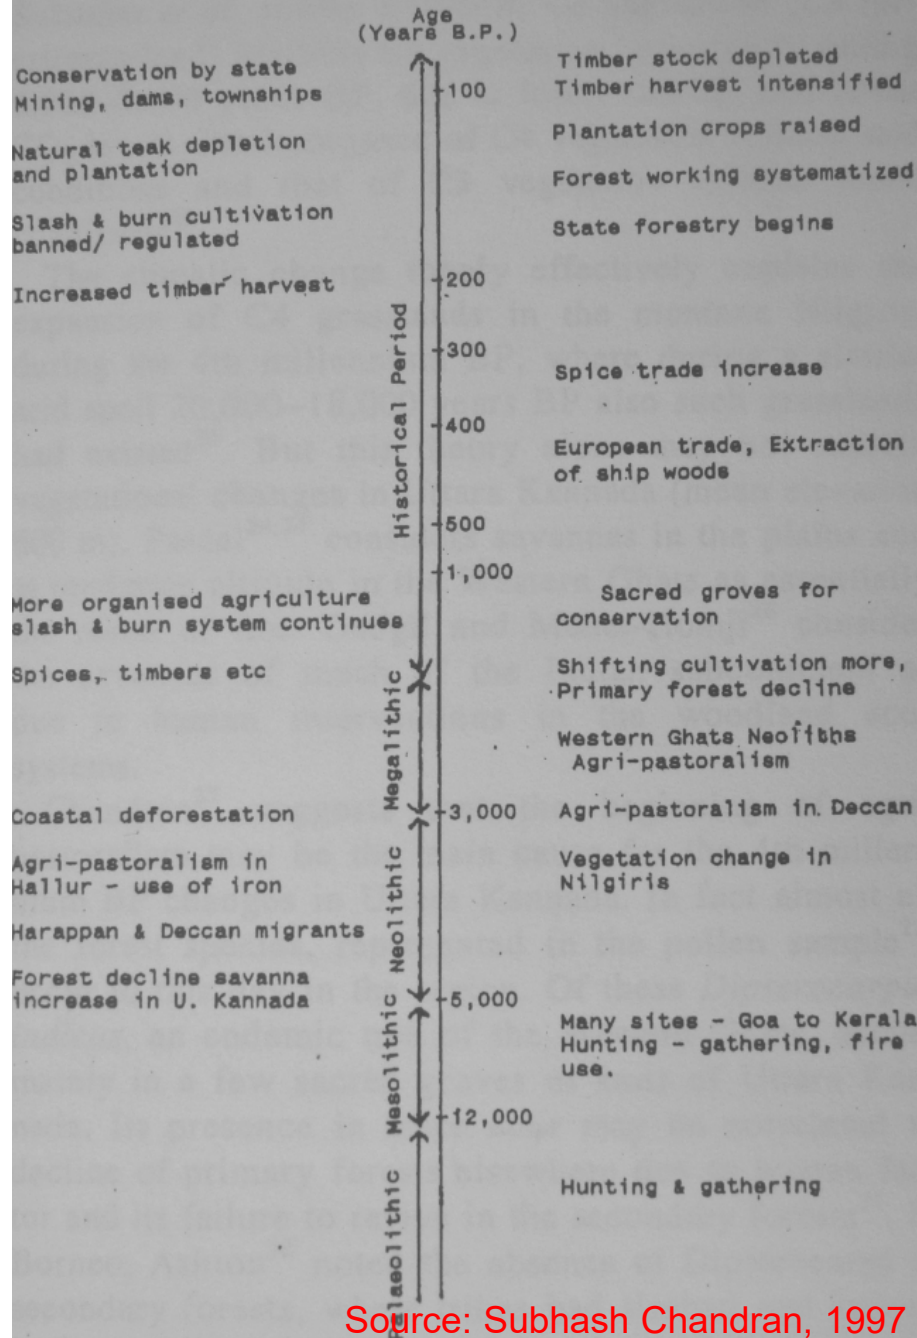 Age
(Years B.P.)
Conservation by state
Mining, dams, townships
Natural teak depletion
and plantation
Slash & burn cultivation
banned/ regulated
Increased timber harvest
More organised agriculture
slash & burn system continues
Spices, timbers etc
Coastal deforestation
Agri-pastoralism in
Hallur - use of iron
Harappan & Deccan migrants
Forest decline savanna
increase in U. Kannada
100
200
300
400
500
1,000
3,000
5,000
12,000
Historical Period
Megalithic
Neolithic
Mesolithic
Palaeolithic
Timber stock depleted
Timber harvest intensified
Plantation crops raised
Forest working systematized
State forestry begins
Spice trade increase
European trade, Extraction
of ship woods
Sacred groves for
conservation
Shifting cultivation more,
Primary forest decline
Western Ghats Neoliths
Agri-pastoralism
Agri-pastoralism in Deccan
Vegetation change in
Nilgiris
Many sites - Goa to Kerala
Hunting - gathering, fire
use.
Hunting & gathering
Source: Subhash Chandran, 1997